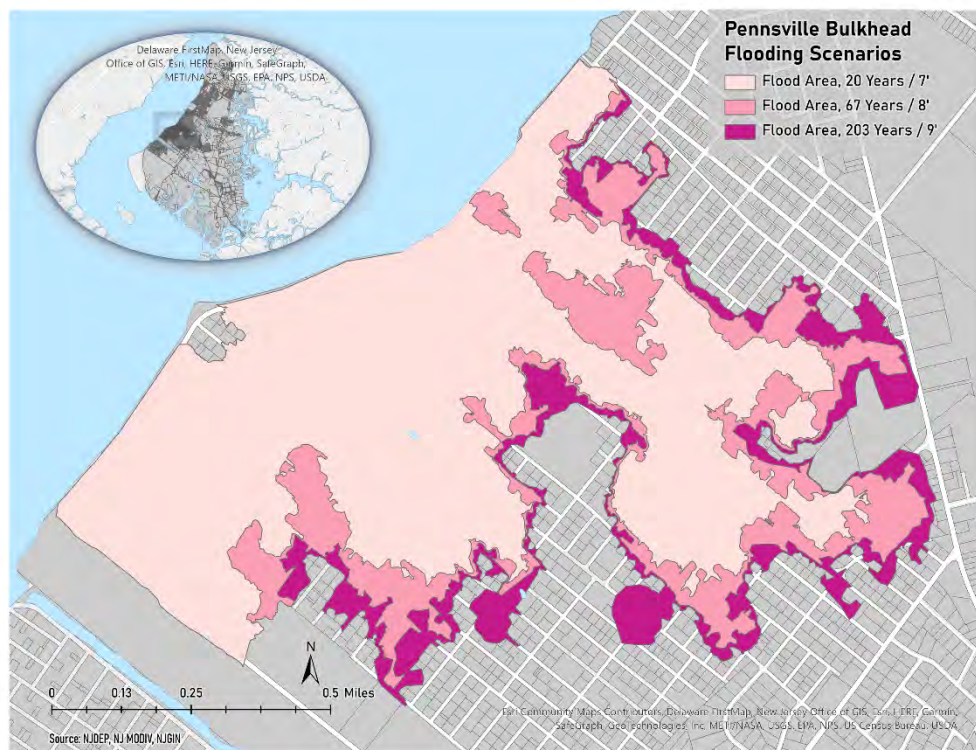 Delaware FirstMap, New Jersey
Office of GIS, Esri, HERE, Garmin, SafeGraph,
METI/NASA, USGS, EPA, NPS, USDA
Pennsville Bulkhead
Flooding Scenarios
Flood Area, 20 Years / 7'
Flood Area, 67 Years / 8'
Flood Area, 203 Years / 9'
N
0 0.13 0.25 0.5 Miles
Source: NJDEP, NJ MODIV, NJGIN
Esri Community Maps Contributors, Delaware FirstMap, New Jersey Office of GIS, Esri, HERE, Garmin,
SafeGraph, GeoTechnologies, Inc, METI/NASA, USGS, EPA, NPS, US Census Bureau, USDA